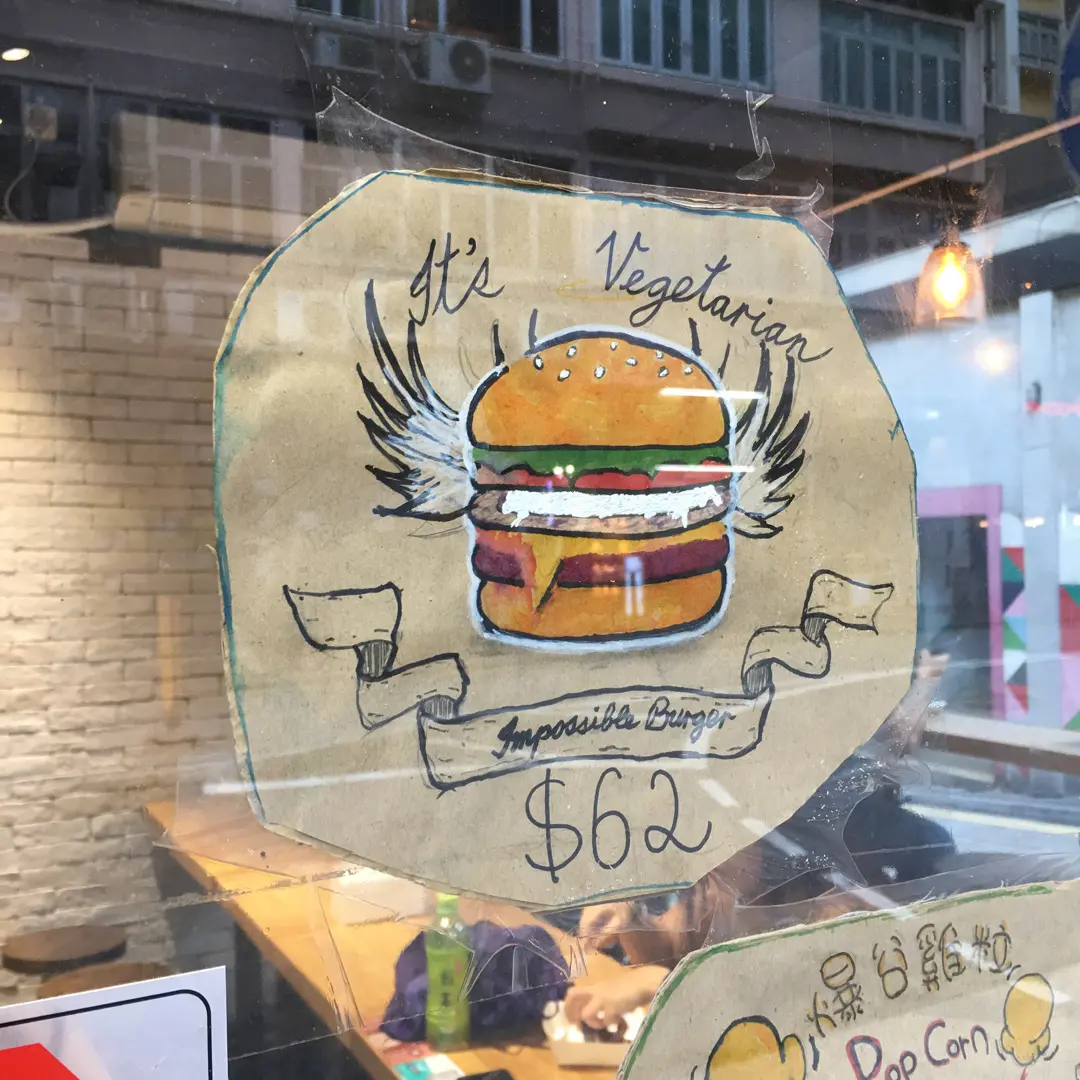 It's Vegetarian
Impossible Burger
$62
爆谷雞粒
Pop Corn